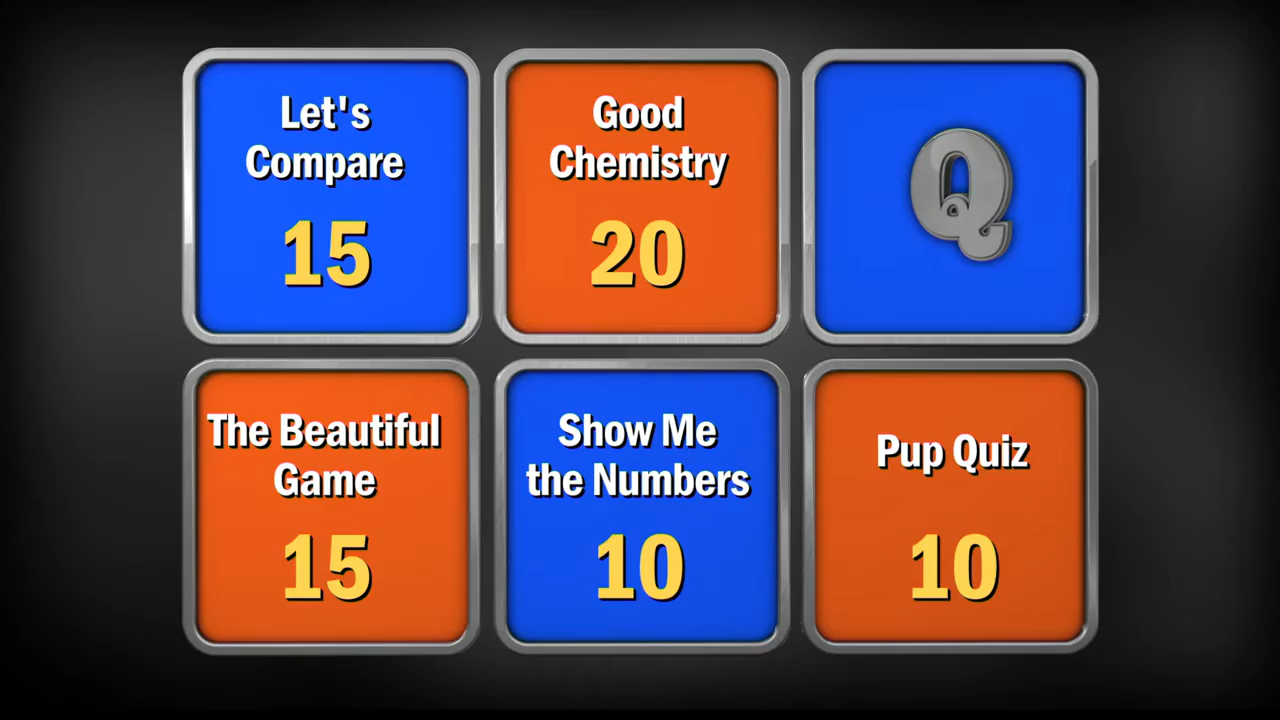 Let's
Compare
15
Good
Chemistry
20
Q
The Beautiful
Game
15
Show Me
the Numbers
10
Pup Quiz
10